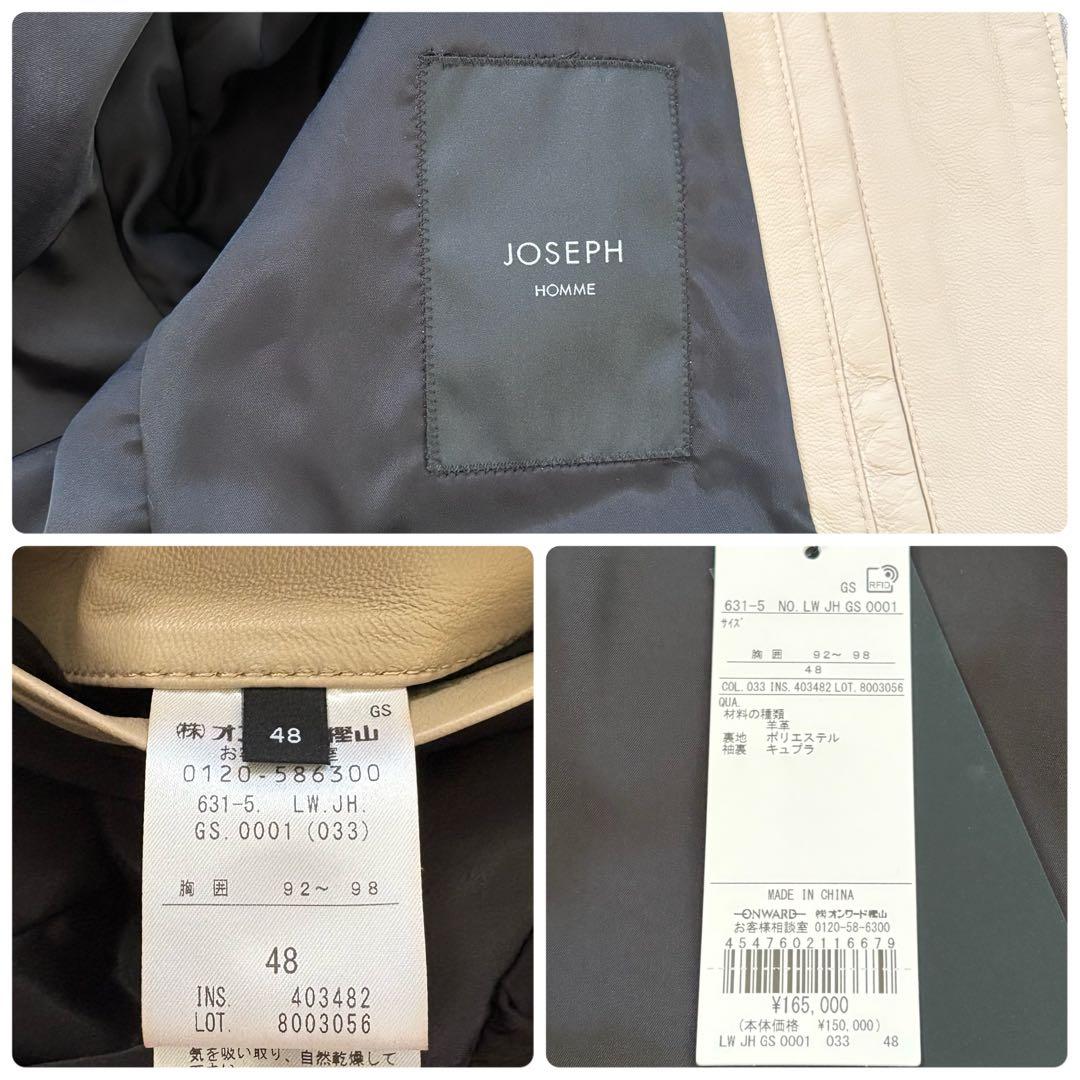 JOSEPH
HOMME
GS
(株)オ 樫山
48
お客 室
0120-586300
631-5. LW.JH.
GS.0001(033)
胸囲 92～ 98
48
INS. 403482
LOT. 8003056
気を吸い取り、自然乾燥して
GS RFID
631-5 NO. LW JH GS 0001
サイズ
胸囲 92～ 98
48
COL. 033 INS. 403482 LOT. 8003056
QUA.
材料の種類
羊革
裏地 ポリエステル
袖裏 キュプラ
MADE IN CHINA
ONWARD ㈱オンワード樫山
お客様相談室 0120-58-6300
4547602116679
¥165,000
(本体価格 ¥150,000)
LW JH GS 0001 033 48